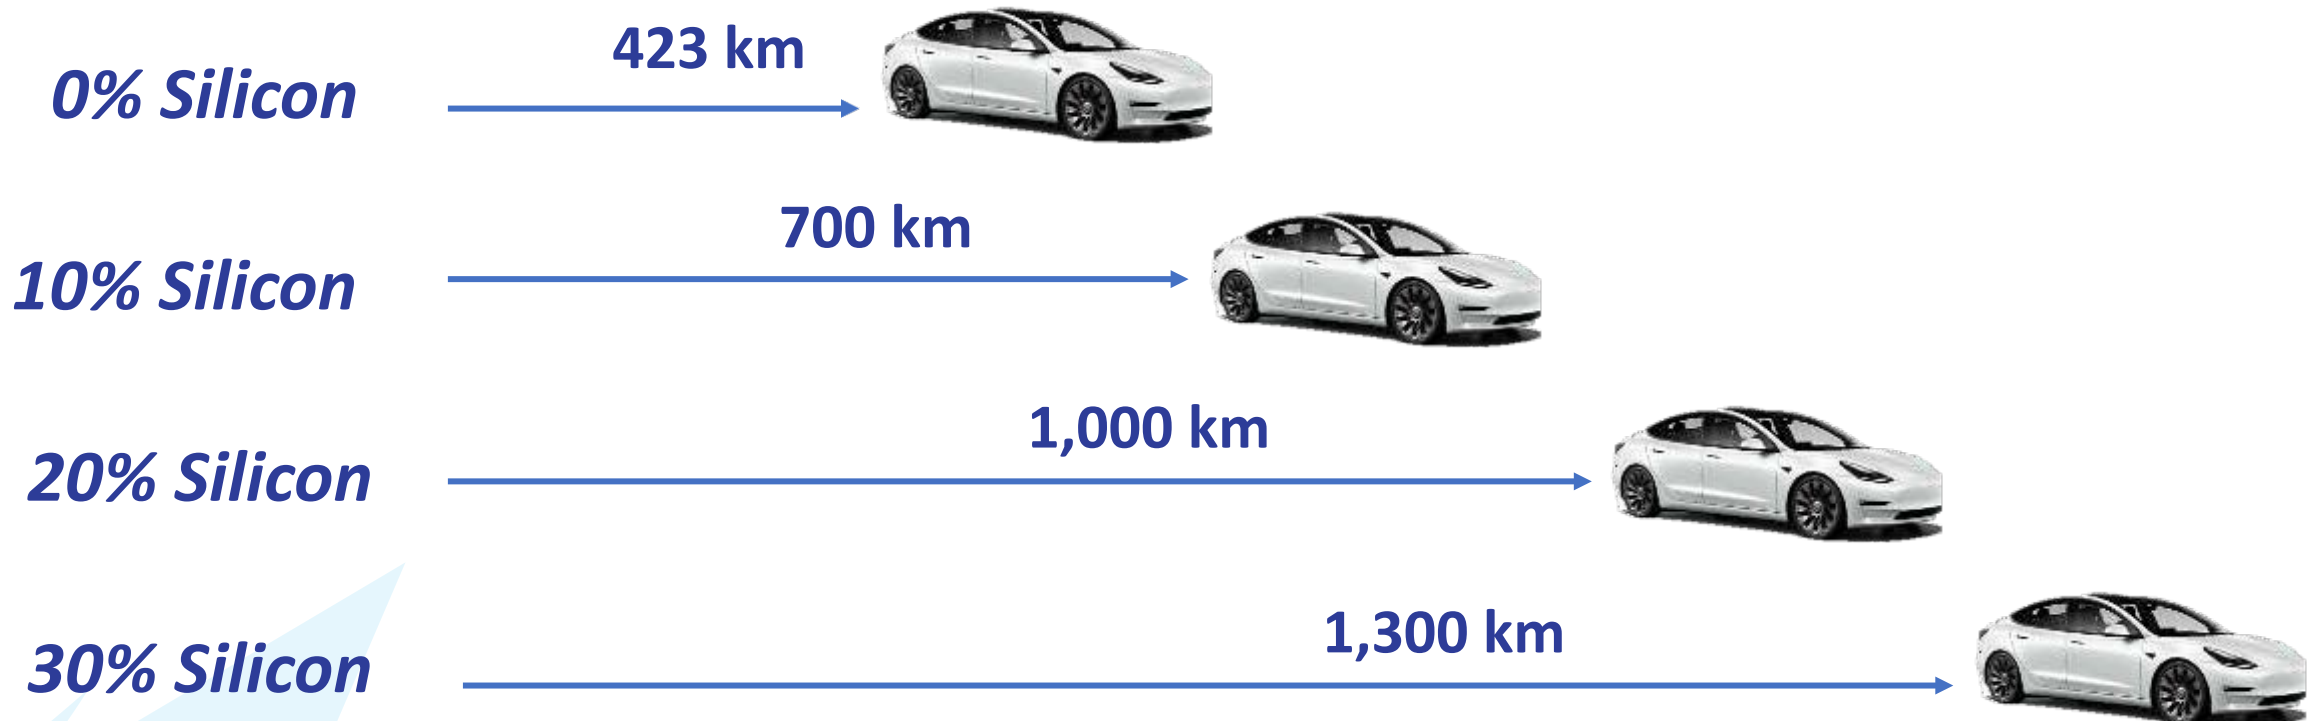 0% Silicon
423 km
10% Silicon
700 km
20% Silicon
1,000 km
30% Silicon
1,300 km